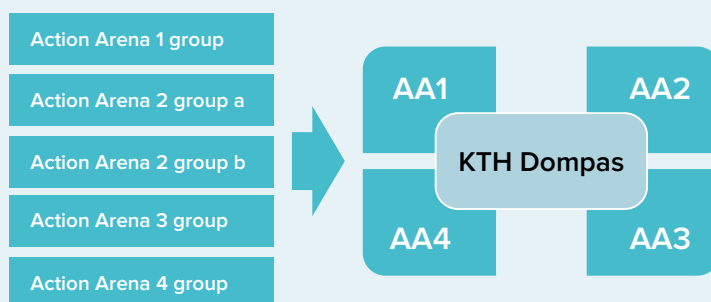 Action Arena 1 group
Action Arena 2 group a
Action Arena 2 group b
Action Arena 3 group
Action Arena 4 group
AA1
AA2
KTH Dompas
AA4
AA3